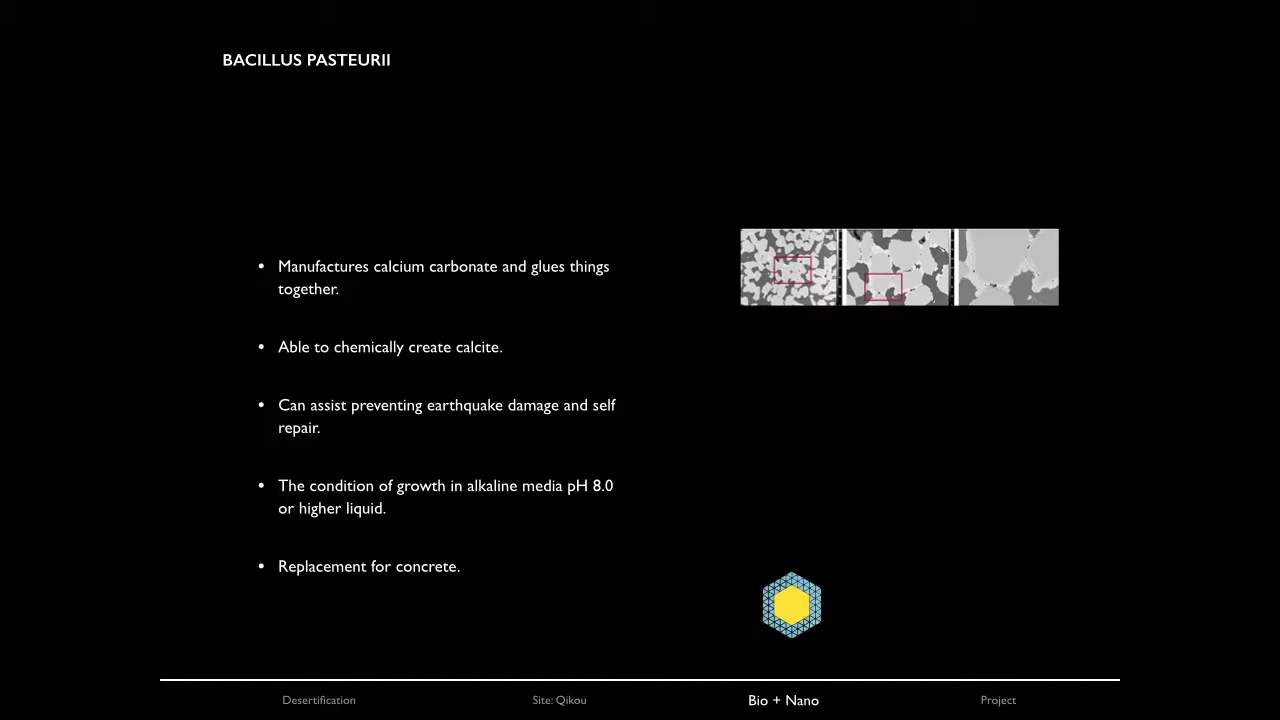 BACILLUS PASTEURII
• Manufactures calcium carbonate and glues things
together.
• Able to chemically create calcite.
• Can assist preventing earthquake damage and self
repair.
• The condition of growth in alkaline media pH 8.0
or higher liquid.
• Replacement for concrete.
Desertification
Site: Qikou
Bio + Nano
Project